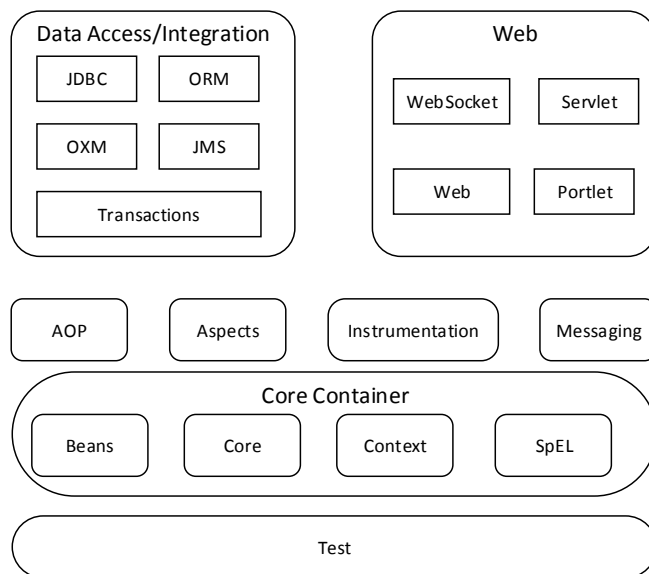 Data Access/Integration
JDBC
ORM
OXM
JMS
Transactions
Web
WebSocket
Servlet
Web
Portlet
AOP
Aspects
Instrumentation
Messaging
Core Container
Beans
Core
Context
SpEL
Test